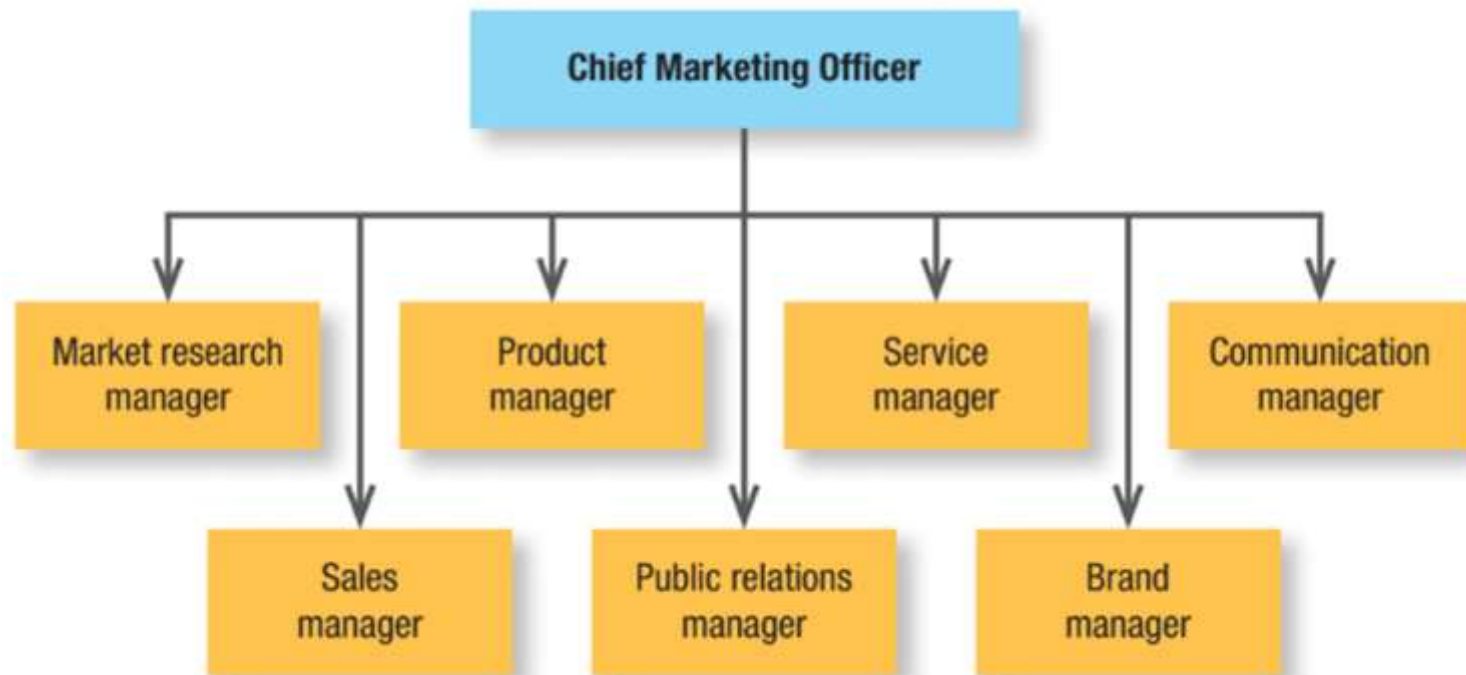 Chief Marketing Officer
Market research
manager
Product
manager
Service
manager
Communication
manager
Sales
manager
Public relations
manager
Brand
manager